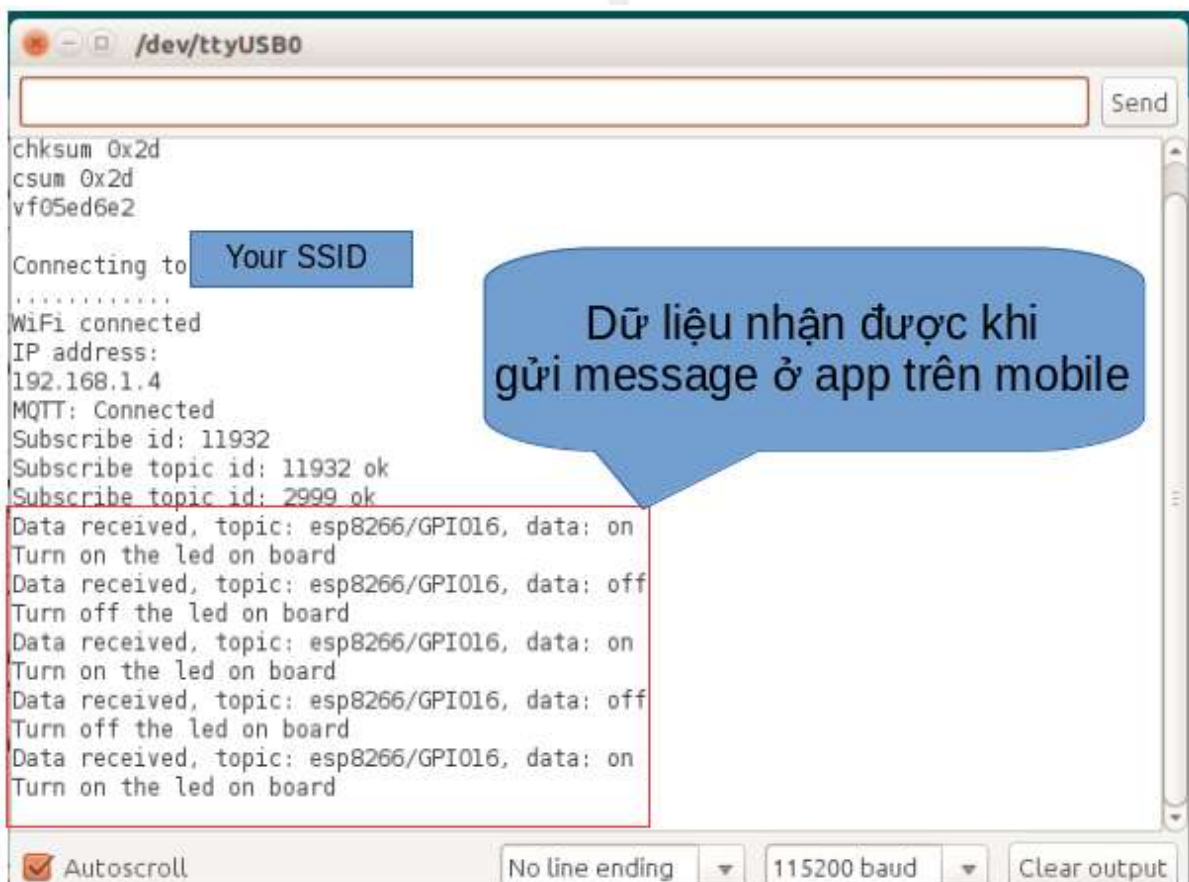 /dev/ttyUSB0
Send
chksum 0x2d
csum 0x2d
vf05ed6e2
Connecting to Your SSID
............
WiFi connected
IP address:
192.168.1.4
MQTT: Connected
Subscribe id: 11932
Subscribe topic id: 11932 ok
Subscribe topic id: 2999 ok
Dữ liệu nhận được khi
gửi message ở app trên mobile
Data received, topic: esp8266/GPIO16, data: on
Turn on the led on board
Data received, topic: esp8266/GPIO16, data: off
Turn off the led on board
Data received, topic: esp8266/GPIO16, data: on
Turn on the led on board
Data received, topic: esp8266/GPIO16, data: off
Turn off the led on board
Data received, topic: esp8266/GPIO16, data: on
Turn on the led on board
Autoscroll
No line ending
115200 baud
Clear output